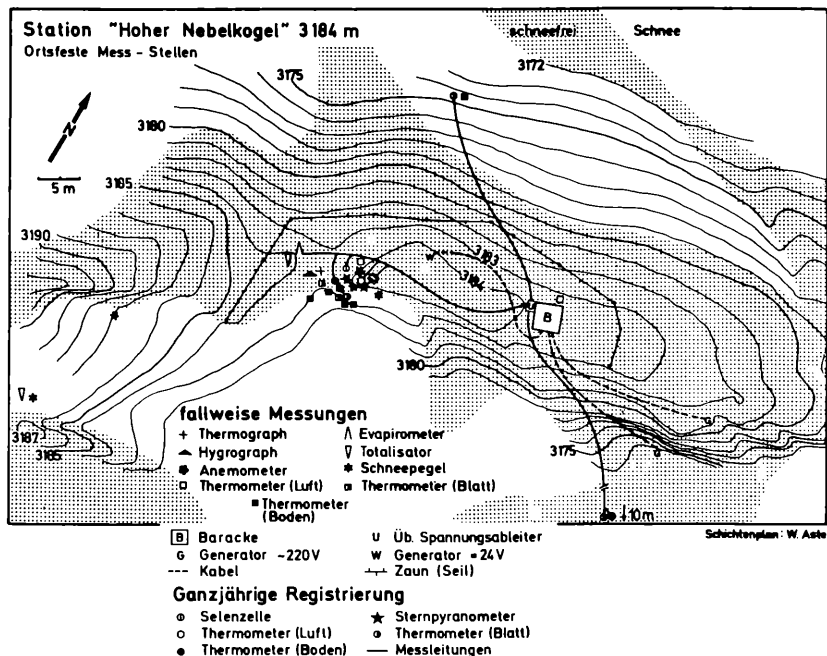 Station "Hoher Nebelkogel" 3184 m
Ortsfeste Mess - Stellen
schneefrei Schnee
3172
3175
N
3180
5 m
3185
3190
3193
W
3184
B
3180
3187
3185
3175
G
G
↓10m
fallweise Messungen
Thermograph Evapirometer
Hygrograph Totalisator
Anemometer Schneepegel
Thermometer (Luft) Thermometer (Blatt)
Thermometer
(Boden)
Schichtenplan: W. Aste
B Baracke U Üb. Spannungsableiter
G Generator ~220V W Generator = 24V
Kabel Zaun (Seil)
Ganzjährige Registrierung
Selenzelle Sternpyranometer
Thermometer (Luft) Thermometer (Blatt)
Thermometer (Boden) Messleitungen